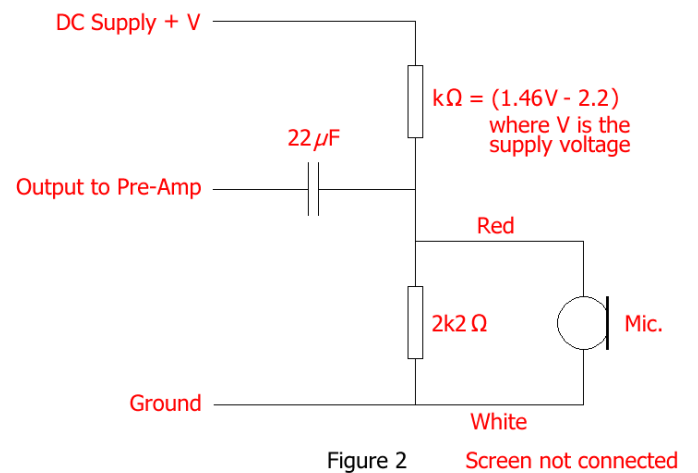 DC Supply + V
kΩ = (1.46V - 2.2)
where V is the
supply voltage
22μF
Output to Pre-Amp
Red
2k2 Ω
Mic.
Ground
White
Figure 2
Screen not connected